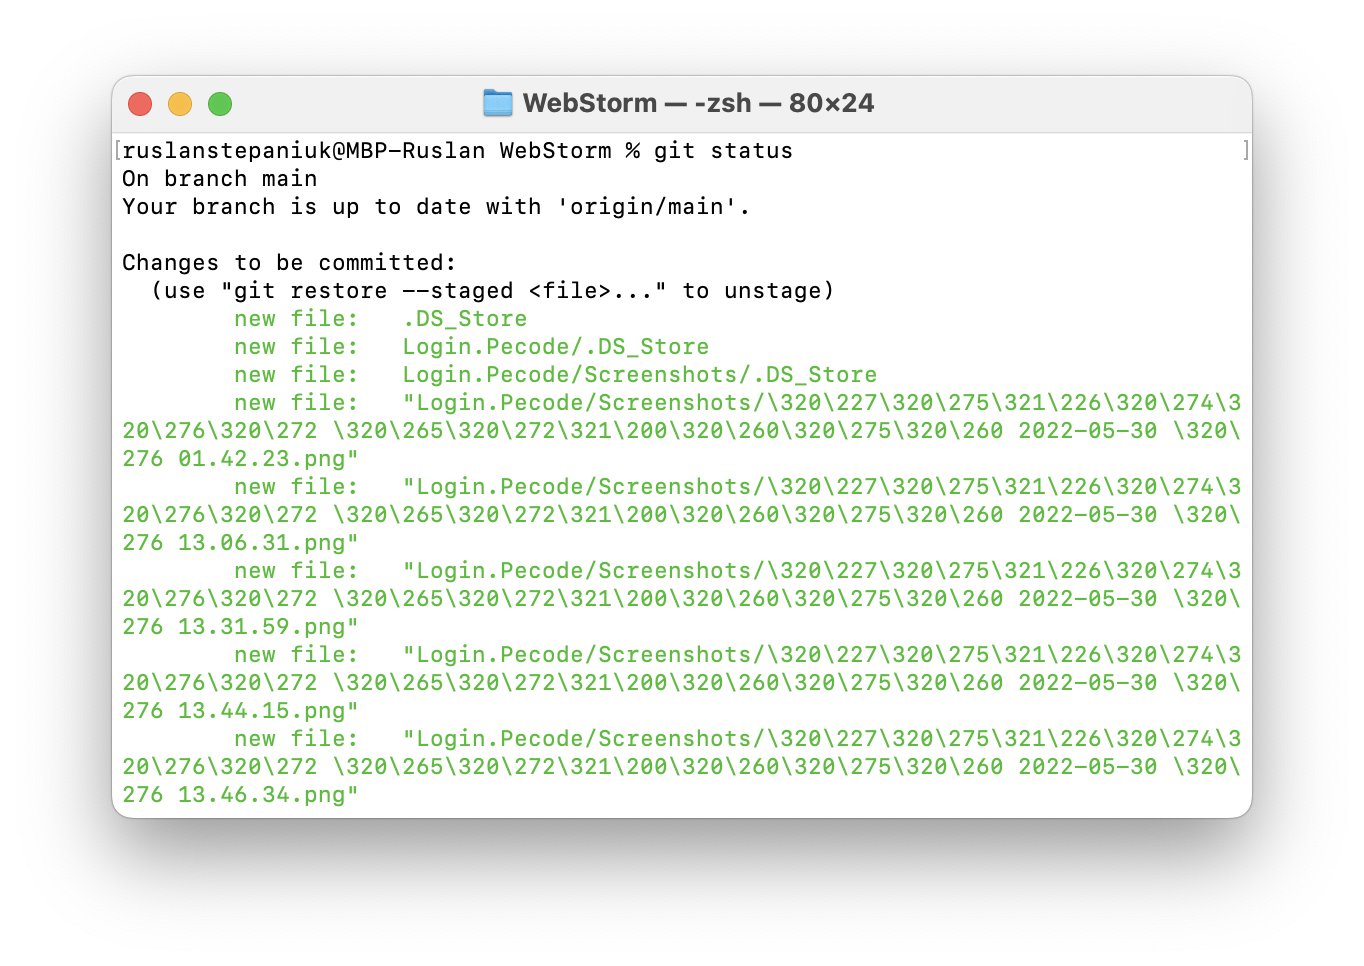 WebStorm — -zsh — 80×24
[ruslanstepaniuk@MBP-Ruslan WebStorm % git status ]
On branch main
Your branch is up to date with 'origin/main'.
Changes to be committed:
  (use "git restore --staged <file>..." to unstage)
        new file:   .DS_Store
        new file:   Login.Pecode/.DS_Store
        new file:   Login.Pecode/Screenshots/.DS_Store
        new file:   "Login.Pecode/Screenshots/\320\227\320\275\321\226\320\274\3
20\276\320\272 \320\265\320\272\321\200\320\260\320\275\320\260 2022-05-30 \320\
276 01.42.23.png"
        new file:   "Login.Pecode/Screenshots/\320\227\320\275\321\226\320\274\3
20\276\320\272 \320\265\320\272\321\200\320\260\320\275\320\260 2022-05-30 \320\
276 13.06.31.png"
        new file:   "Login.Pecode/Screenshots/\320\227\320\275\321\226\320\274\3
20\276\320\272 \320\265\320\272\321\200\320\260\320\275\320\260 2022-05-30 \320\
276 13.31.59.png"
        new file:   "Login.Pecode/Screenshots/\320\227\320\275\321\226\320\274\3
20\276\320\272 \320\265\320\272\321\200\320\260\320\275\320\260 2022-05-30 \320\
276 13.44.15.png"
        new file:   "Login.Pecode/Screenshots/\320\227\320\275\321\226\320\274\3
20\276\320\272 \320\265\320\272\321\200\320\260\320\275\320\260 2022-05-30 \320\
276 13.46.34.png"